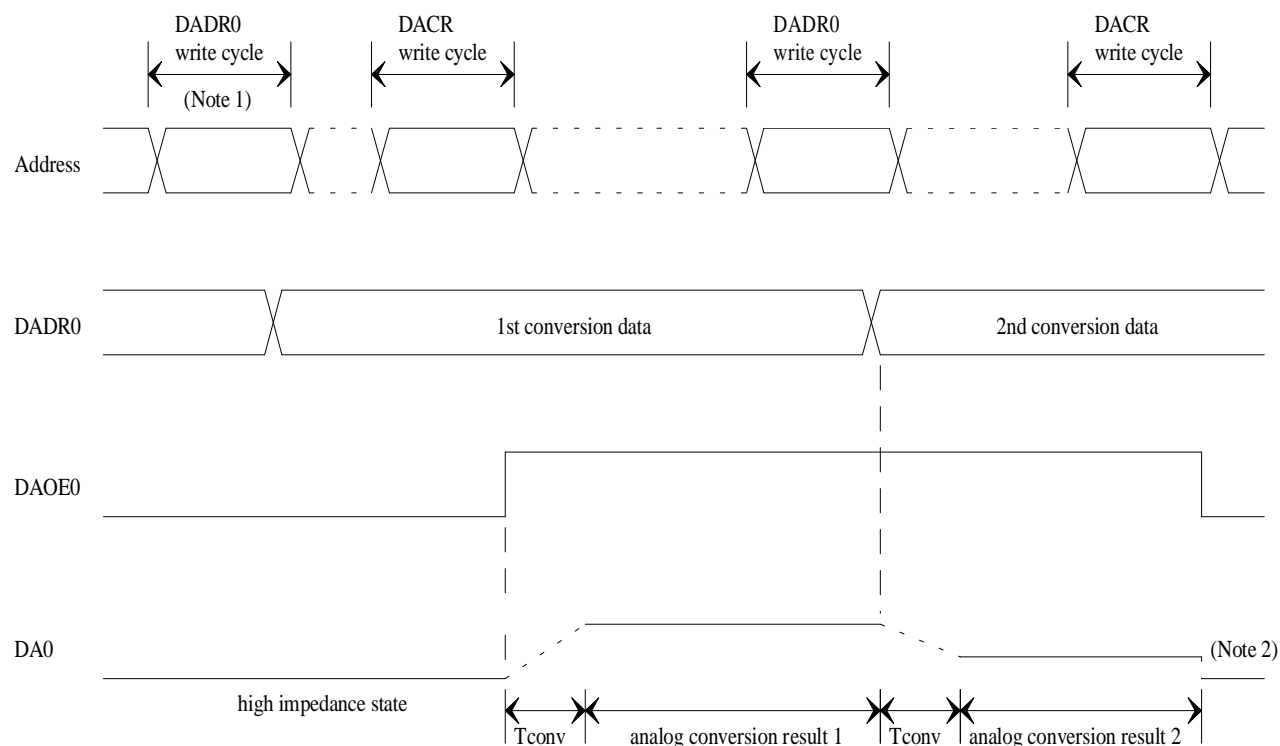 DADR0
write cycle
DACR
write cycle
DADR0
write cycle
DACR
write cycle
(Note 1)
Address
DADR0
1st conversion data
2nd conversion data
DAOE0
DA0
(Note 2)
high impedance state
Tconv
analog conversion result 1
Tconv
analog conversion result 2